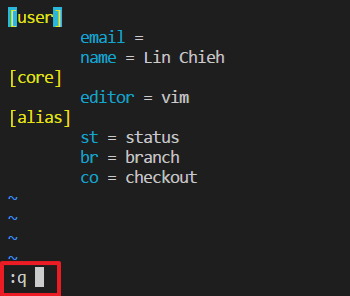 [user]
email =
name = Lin Chieh
[core]
editor = vim
[alias]
st = status
br = branch
co = checkout
~
~
~
~
:q